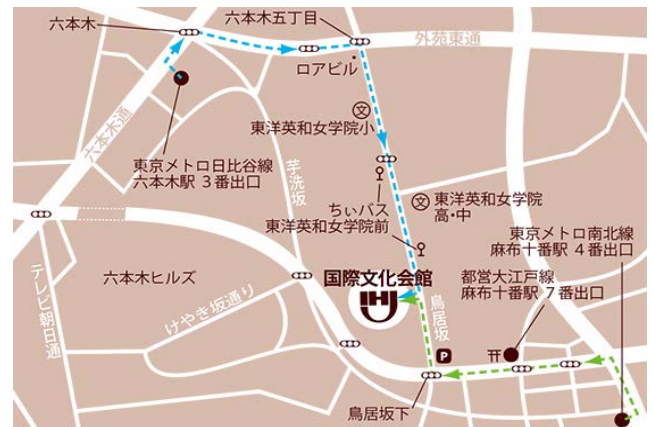 六本木
六本木五丁目
外苑東通
ロアビル
六本木通
文
東洋英和女学院小
東京メトロ日比谷線
六本木駅 3番出口
芋洗坂
ちぃバス
東洋英和女学院前
文
東洋英和女学院
高・中
東京メトロ南北線
麻布十番駅 4番出口
国際文化会館
IHJ
都営大江戸線
麻布十番駅 7番出口
六本木ヒルズ
テレビ朝日通
けやき坂通り
鳥居坂
P
鳥居坂下